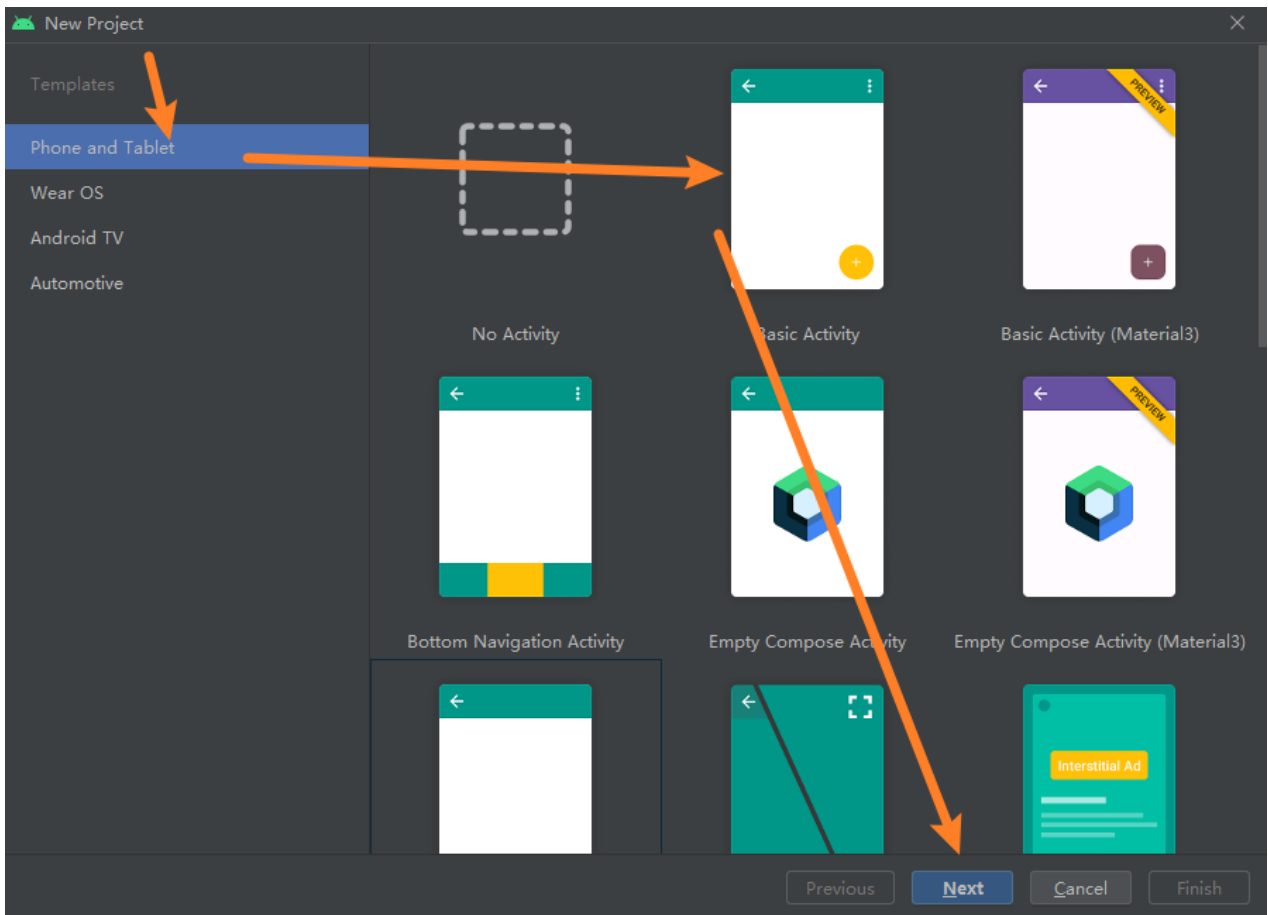 New Project
Templates
Phone and Tablet
Wear OS
Android TV
Automotive
PREVIEW
No Activity
Basic Activity
Basic Activity (Material3)
PREVIEW
Bottom Navigation Activity
Empty Compose Activity
Empty Compose Activity (Material3)
Interstitial Ad
Previous
Next
Cancel
Finish